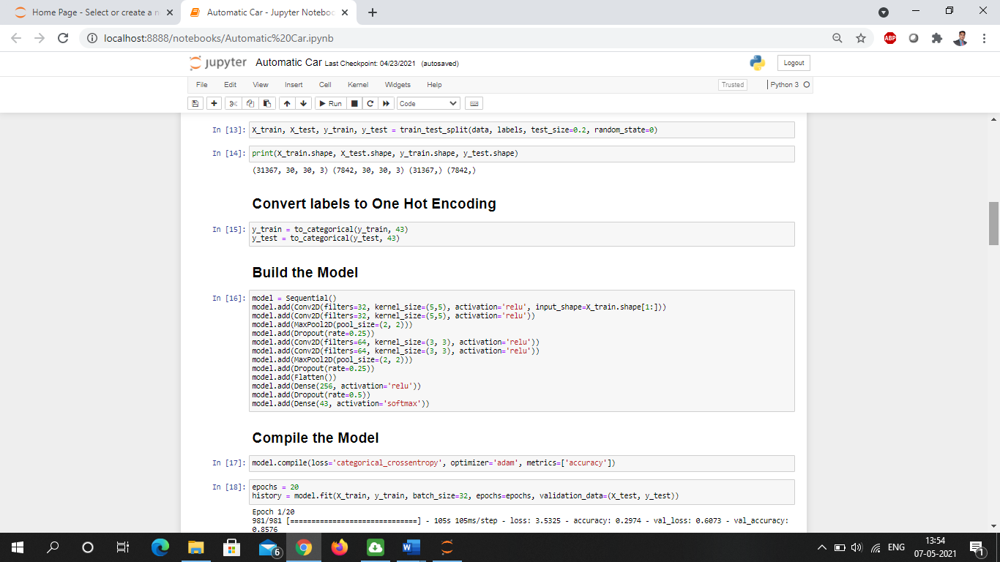 Home Page - Select or create a n
Automatic Car - Jupyter Noteboo
localhost:8888/notebooks/Automatic%20Car.ipynb
ABP
jupyter Automatic Car Last Checkpoint: 04/23/2021 (autosaved)
Logout
File Edit View Insert Cell Kernel Widgets Help
Trusted
Python 3
Run
Code
In [13]: X_train, X_test, y_train, y_test = train_test_split(data, labels, test_size=0.2, random_state=0)
In [14]: print(X_train.shape, X_test.shape, y_train.shape, y_test.shape)
(31367, 30, 30, 3) (7842, 30, 30, 3) (31367,) (7842,)
Convert labels to One Hot Encoding
In [15]: y_train = to_categorical(y_train, 43)
y_test = to_categorical(y_test, 43)
Build the Model
In [16]: model = Sequential()
model.add(Conv2D(filters=32, kernel_size=(5,5), activation='relu', input_shape=X_train.shape[1:]))
model.add(Conv2D(filters=32, kernel_size=(5,5), activation='relu'))
model.add(MaxPool2D(pool_size=(2, 2)))
model.add(Dropout(rate=0.25))
model.add(Conv2D(filters=64, kernel_size=(3, 3), activation='relu'))
model.add(Conv2D(filters=64, kernel_size=(3, 3), activation='relu'))
model.add(MaxPool2D(pool_size=(2, 2)))
model.add(Dropout(rate=0.25))
model.add(Flatten())
model.add(Dense(256, activation='relu'))
model.add(Dropout(rate=0.5))
model.add(Dense(43, activation='softmax'))
Compile the Model
In [17]: model.compile(loss='categorical_crossentropy', optimizer='adam', metrics=['accuracy'])
In [18]: epochs = 20
history = model.fit(X_train, y_train, batch_size=32, epochs=epochs, validation_data=(X_test, y_test))
Epoch 1/20
981/981 [==============================] - 105s 105ms/step - loss: 3.5325 - accuracy: 0.2974 - val_loss: 0.6073 - val_accuracy:
0.8576
6
W
ENG
13:54
07-05-2021
1